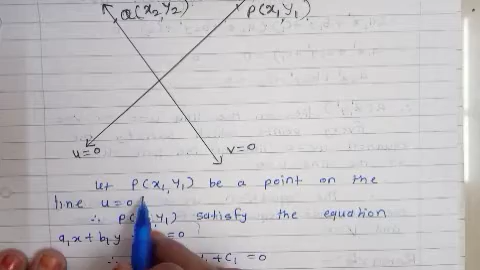 Q(x2,y2) P(x1,y1)
u=0 v=0
Let P(x1,y1) be a point on the
line u=0
∴ P( ,y1) satisfy the equation
a1x+b1y =0
+C1=0